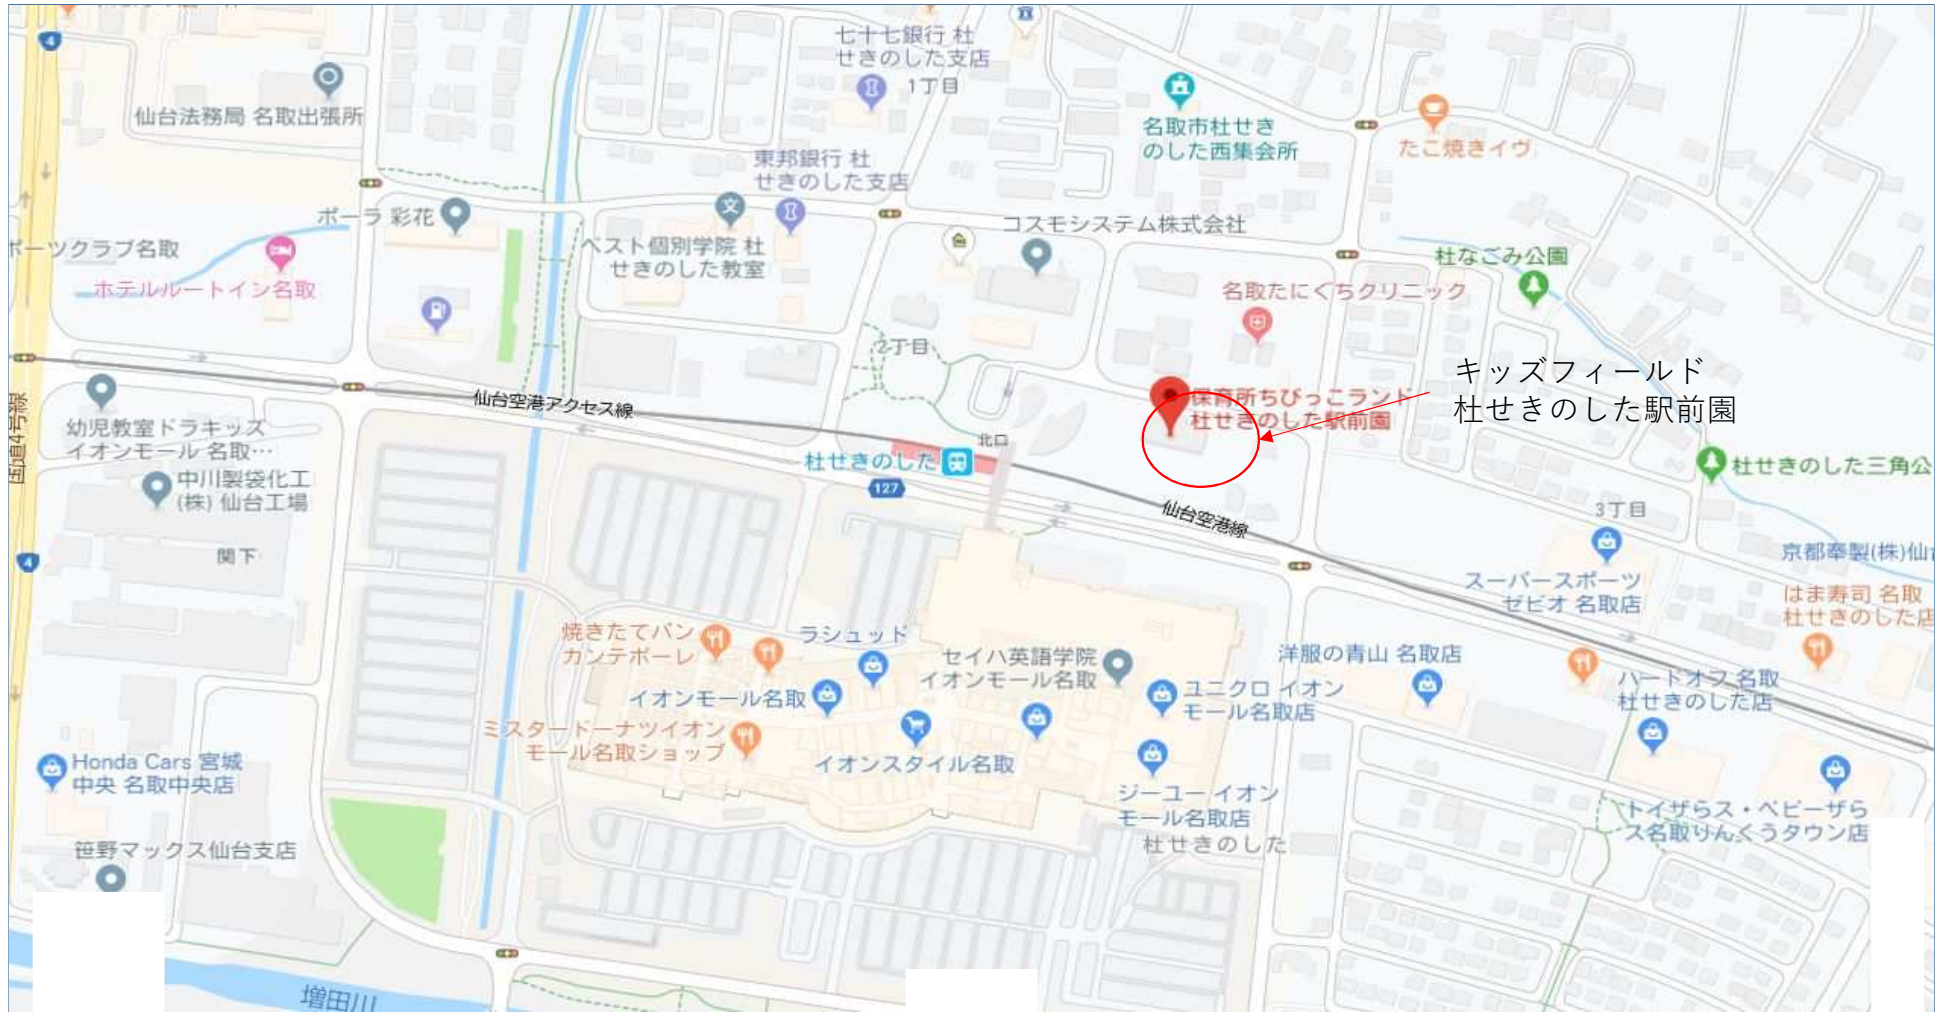 4
七十七銀行 杜
せきのした支店
1丁目
仙台法務局 名取出張所
名取市杜せき
のした西集会所
たこ焼きイヴ
東邦銀行 杜
せきのした支店
ポーラ 彩花
コスモシステム株式会社
ポーツクラブ名取
ベスト個別学院 杜
せきのした教室
杜なごみ公園
ホテルルートイン名取
名取たにぐちクリニック
2丁目
キッズフィールド
杜せきのした駅前園
保育所ちびっこランド
杜せきのした駅前園
仙台空港アクセス線
国道4号線
幼児教室ドラキッズ
イオンモール 名取…
北口
杜せきのした
127
杜せきのした三角公
中川製袋化工
(株) 仙台工場
仙台空港線
3丁目
関下
4
京都奉製(株)仙台
スーパースポーツ
ゼビオ 名取店
はま寿司 名取
杜せきのした店
焼きたてパン
カンテボーレ
ラシュッド
セイハ英語学院
イオンモール名取
洋服の青山 名取店
イオンモール名取
ユニクロ イオン
モール名取店
ハードオフ 名取
杜せきのした店
ミスタードーナツイオン
モール名取ショップ
イオンスタイル名取
Honda Cars 宮城
中央 名取中央店
ジーユー イオン
モール名取店
杜せきのした
トイザらス・ベビーザら
ス名取りんくうタウン店
笹野マックス仙台支店
増田川